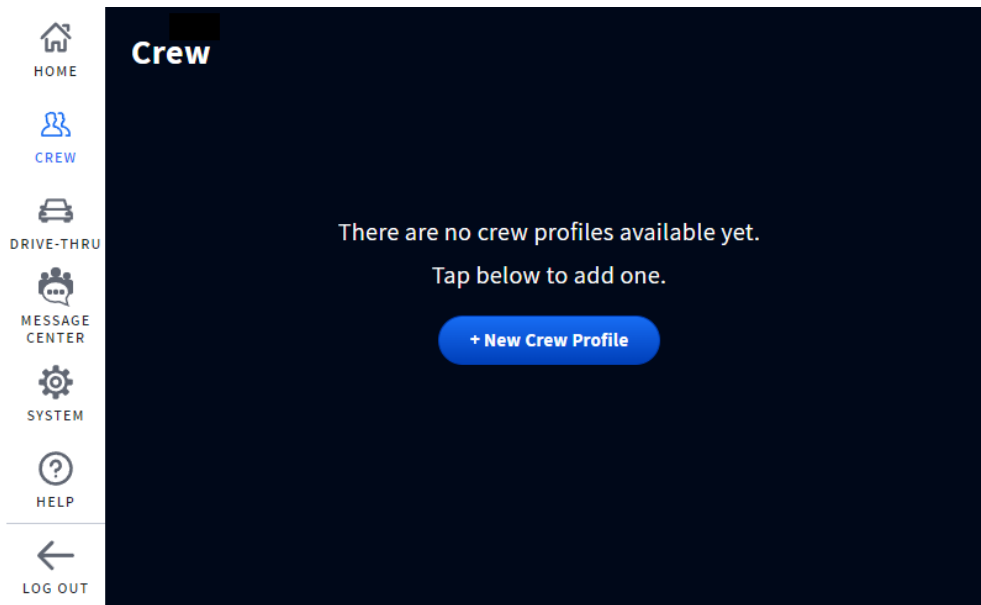 HOME
CREW
DRIVE-THRU
MESSAGE
CENTER
SYSTEM
HELP
LOG OUT
Crew
There are no crew profiles available yet.
Tap below to add one.
+ New Crew Profile